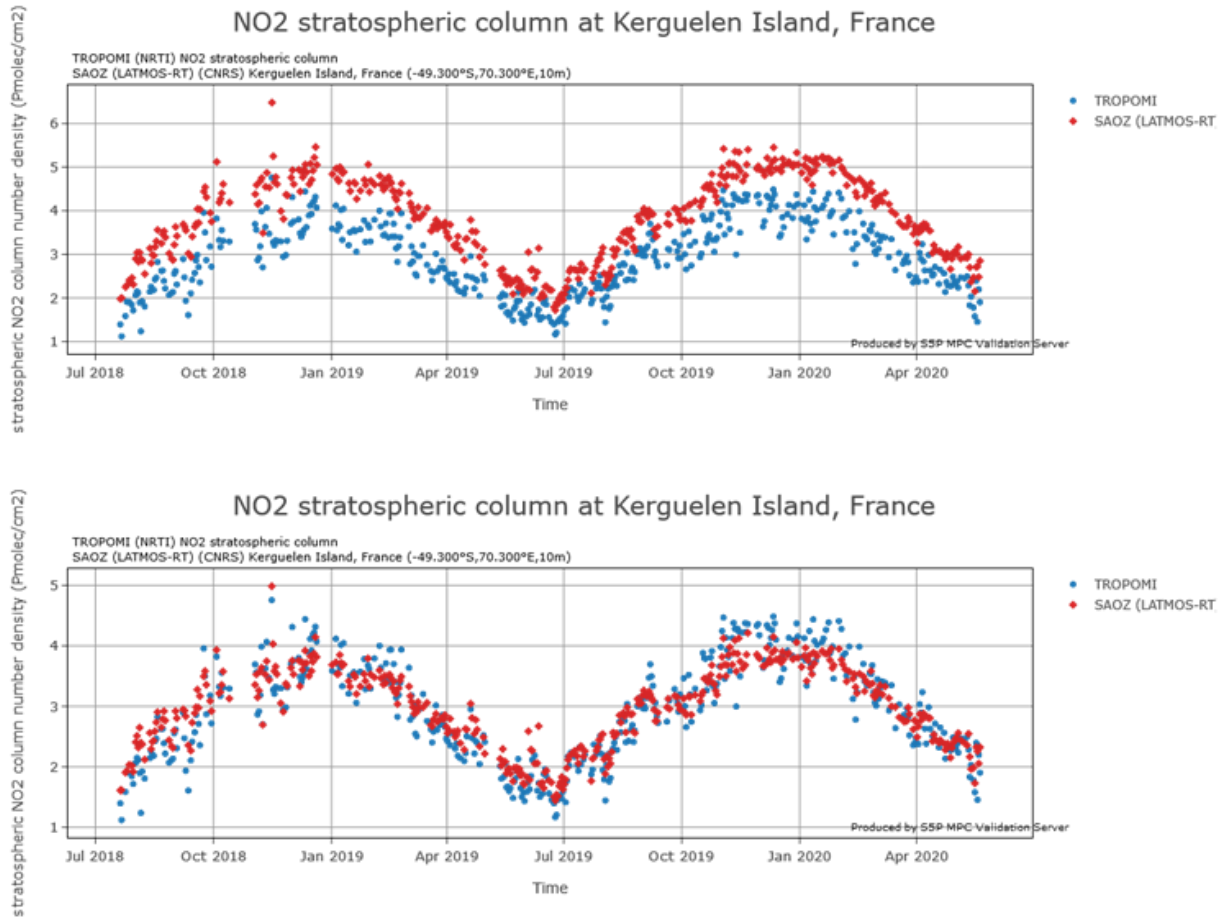 NO2 stratospheric column at Kerguelen Island, France
TROPOMI (NRTI) NO2 stratospheric column
SAOZ (LATMOS-RT) (CNRS) Kerguelen Island, France (-49.300°S,70.300°E,10m)
stratospheric NO2 column number density (Pmolec/cm2)
6
5
4
3
2
1
TROPOMI
SAOZ (LATMOS-RT
Produced by S5P MPC Validation Server
Jul 2018 Oct 2018 Jan 2019 Apr 2019 Jul 2019 Oct 2019 Jan 2020 Apr 2020
Time
NO2 stratospheric column at Kerguelen Island, France
TROPOMI (NRTI) NO2 stratospheric column
SAOZ (LATMOS-RT) (CNRS) Kerguelen Island, France (-49.300°S,70.300°E,10m)
stratospheric NO2 column number density (Pmolec/cm2)
5
4
3
2
1
TROPOMI
SAOZ (LATMOS-RT
Produced by S5P MPC Validation Server
Jul 2018 Oct 2018 Jan 2019 Apr 2019 Jul 2019 Oct 2019 Jan 2020 Apr 2020
Time